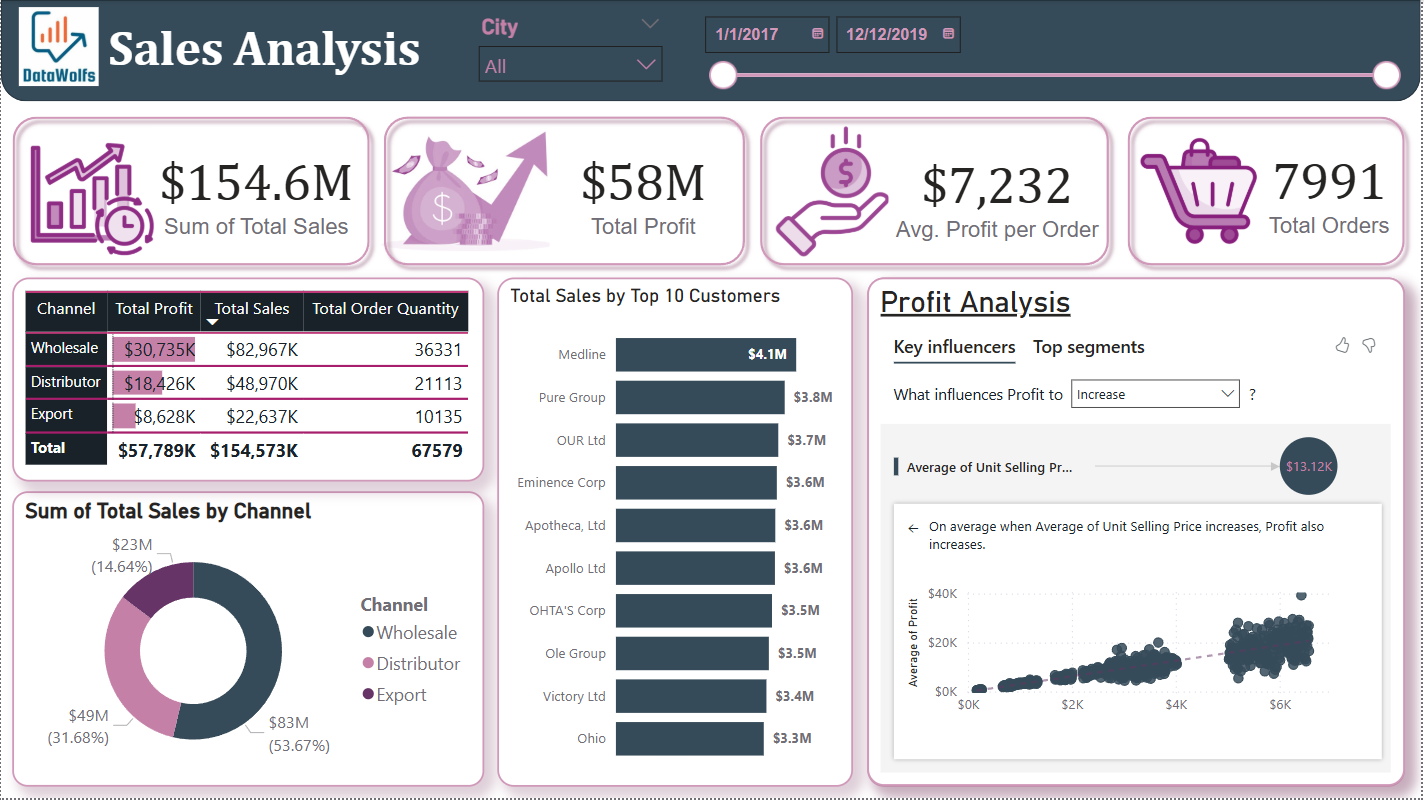 DataWolfs
Sales Analysis
City
All
1/1/2017
12/12/2019
$154.6M
Sum of Total Sales
$
$58M
Total Profit
$
$7,232
Avg. Profit per Order
7991
Total Orders
Channel Total Profit Total Sales Total Order Quantity
Wholesale $30,735K $82,967K 36331
Distributor $18,426K $48,970K 21113
Export $8,628K $22,637K 10135
Total $57,789K $154,573K 67579
Sum of Total Sales by Channel
$23M
(14.64%)
$49M
(31.68%)
$83M
(53.67%)
Channel
Wholesale
Distributor
Export
Total Sales by Top 10 Customers
Medline $4.1M
Pure Group $3.8M
OUR Ltd $3.7M
Eminence Corp $3.6M
Apotheca, Ltd $3.6M
Apollo Ltd $3.6M
OHTA'S Corp $3.5M
Ole Group $3.5M
Victory Ltd $3.4M
Ohio $3.3M
Profit Analysis
Key influencers Top segments
What influences Profit to Increase ?
Average of Unit Selling Pr... $13.12K
← On average when Average of Unit Selling Price increases, Profit also
increases.
Average of Profit
$40K
$20K
$0K
$0K $2K $4K $6K